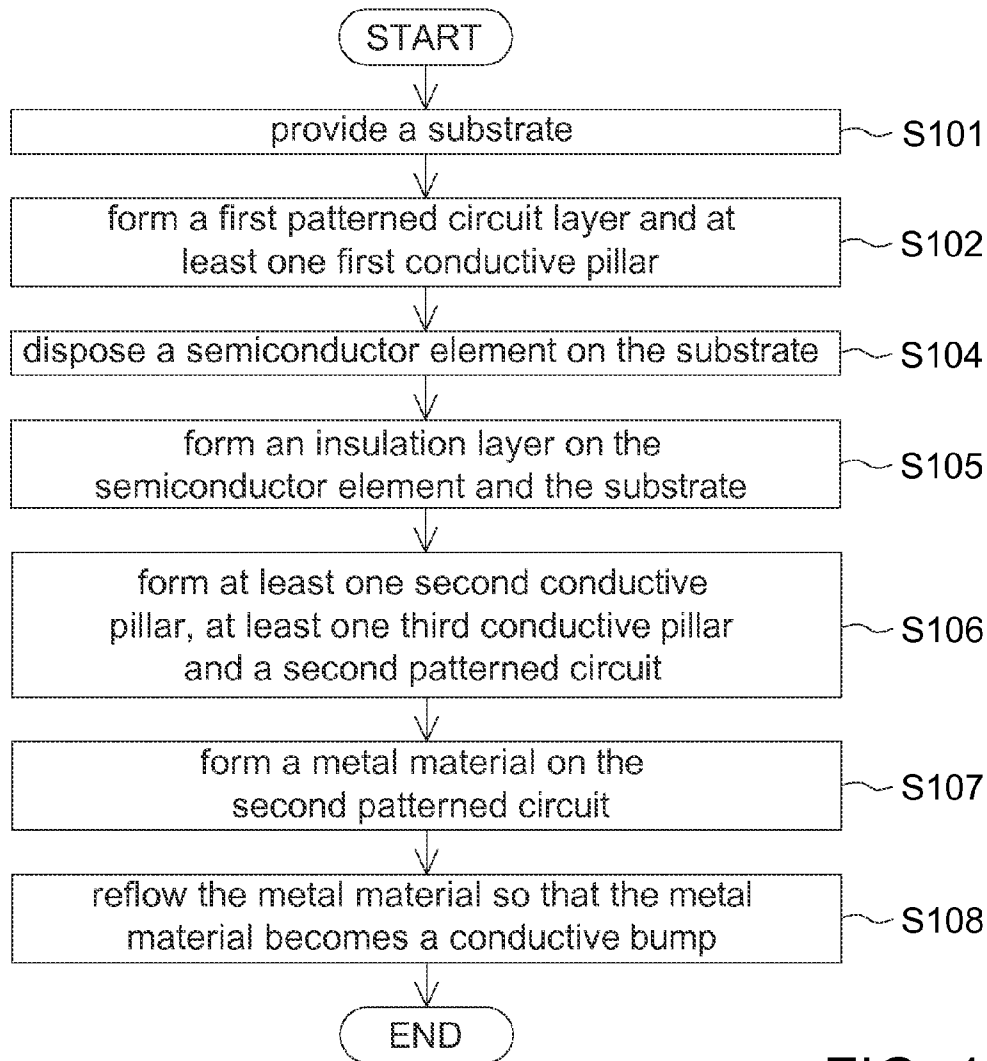 START
provide a substrate
S101
form a first patterned circuit layer and at
least one first conductive pillar
S102
dispose a semiconductor element on the substrate
S104
form an insulation layer on the
semiconductor element and the substrate
S105
form at least one second conductive
pillar, at least one third conductive pillar
and a second patterned circuit
S106
form a metal material on the
second patterned circuit
S107
reflow the metal material so that the metal
material becomes a conductive bump
S108
END